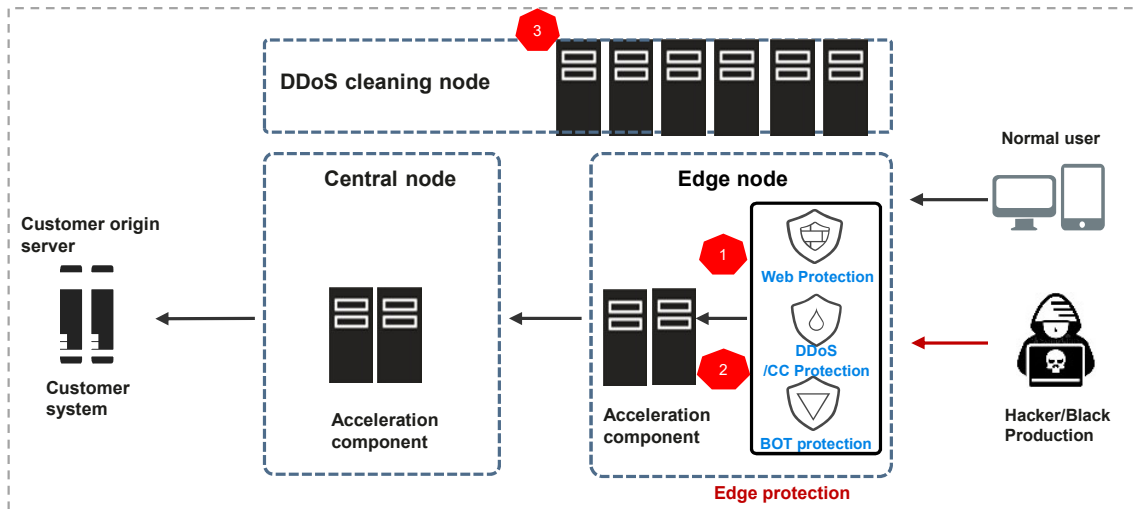 3
DDoS cleaning node
Normal user
Central node
Edge node
Customer origin
server
1
Web Protection
DDoS
/CC Protection
2
BOT protection
Customer
system
Acceleration
component
Acceleration
component
Hacker/Black
Production
Edge protection